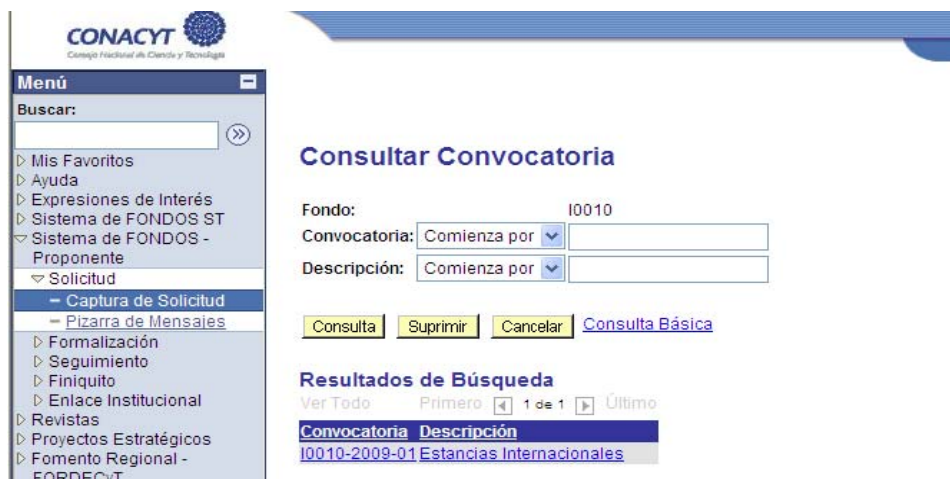 CONACYT
Consejo Nacional de Ciencia y Tecnología
Menú
Buscar:
Mis Favoritos
Ayuda
Expresiones de Interés
Sistema de FONDOS ST
Sistema de FONDOS -
Proponente
Solicitud
Captura de Solicitud
Pizarra de Mensajes
Formalización
Seguimiento
Finiquito
Enlace Institucional
Revistas
Proyectos Estratégicos
Fomento Regional -
FORDECyT
Consultar Convocatoria
Fondo: I0010
Convocatoria: Comienza por
Descripción: Comienza por
Consulta Suprimir Cancelar Consulta Básica
Resultados de Búsqueda
Ver Todo Primero 1 de 1 Último
Convocatoria Descripción
I0010-2009-01 Estancias Internacionales